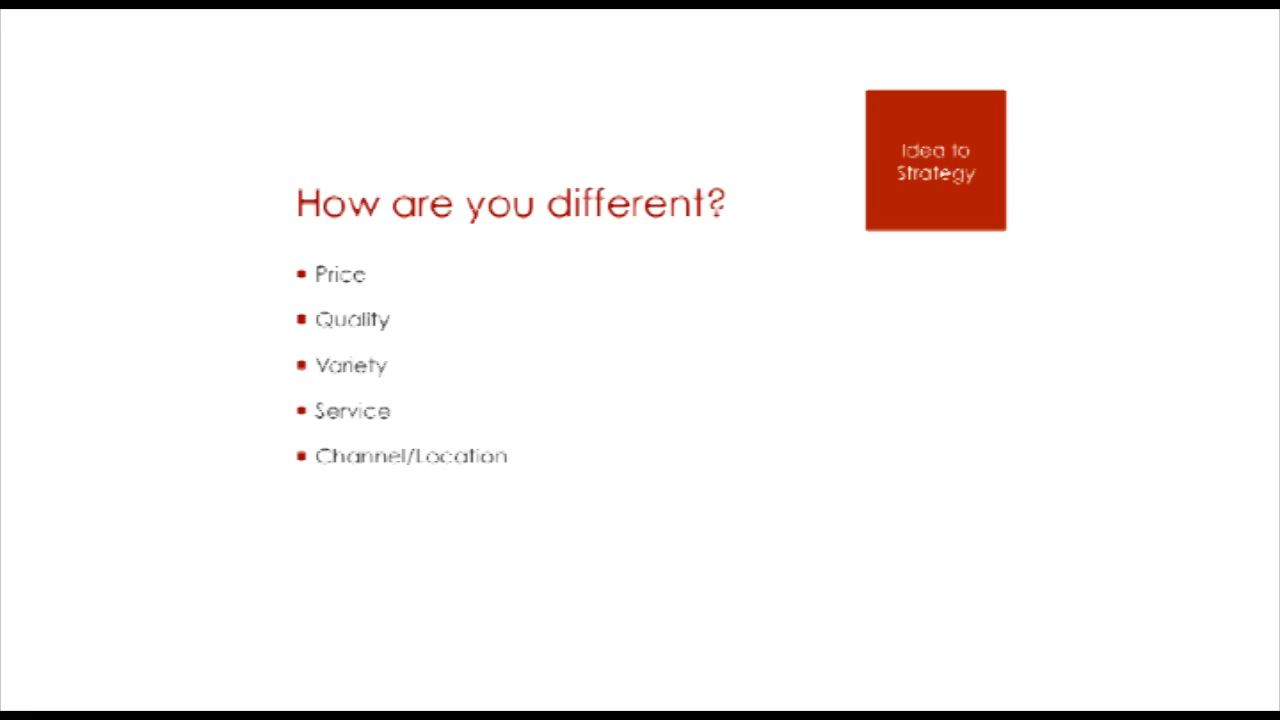 Idea to
Strategy
How are you different?
Price
Quality
Variety
Service
Channel/Location